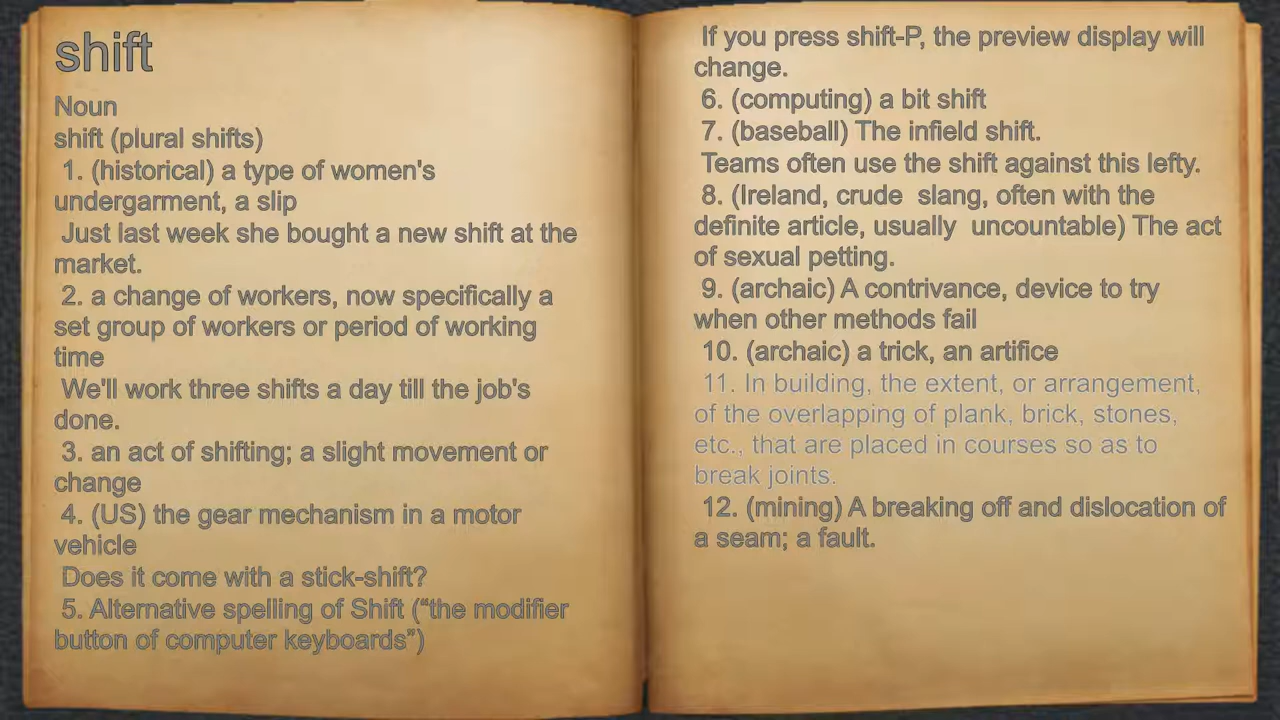 shift
Noun
shift (plural shifts)
1. (historical) a type of women's
undergarment, a slip
Just last week she bought a new shift at the
market.
2. a change of workers, now specifically a
set group of workers or period of working
time
We'll work three shifts a day till the job's
done.
3. an act of shifting; a slight movement or
change
4. (US) the gear mechanism in a motor
vehicle
Does it come with a stick-shift?
5. Alternative spelling of Shift (“the modifier
button of computer keyboards”)
If you press shift-P, the preview display will
change.
6. (computing) a bit shift
7. (baseball) The infield shift.
Teams often use the shift against this lefty.
8. (Ireland, crude  slang, often with the
definite article, usually  uncountable) The act
of sexual petting.
9. (archaic) A contrivance, device to try
when other methods fail
10. (archaic) a trick, an artifice
11. In building, the extent, or arrangement,
of the overlapping of plank, brick, stones,
etc., that are placed in courses so as to
break joints.
12. (mining) A breaking off and dislocation of
a seam; a fault.